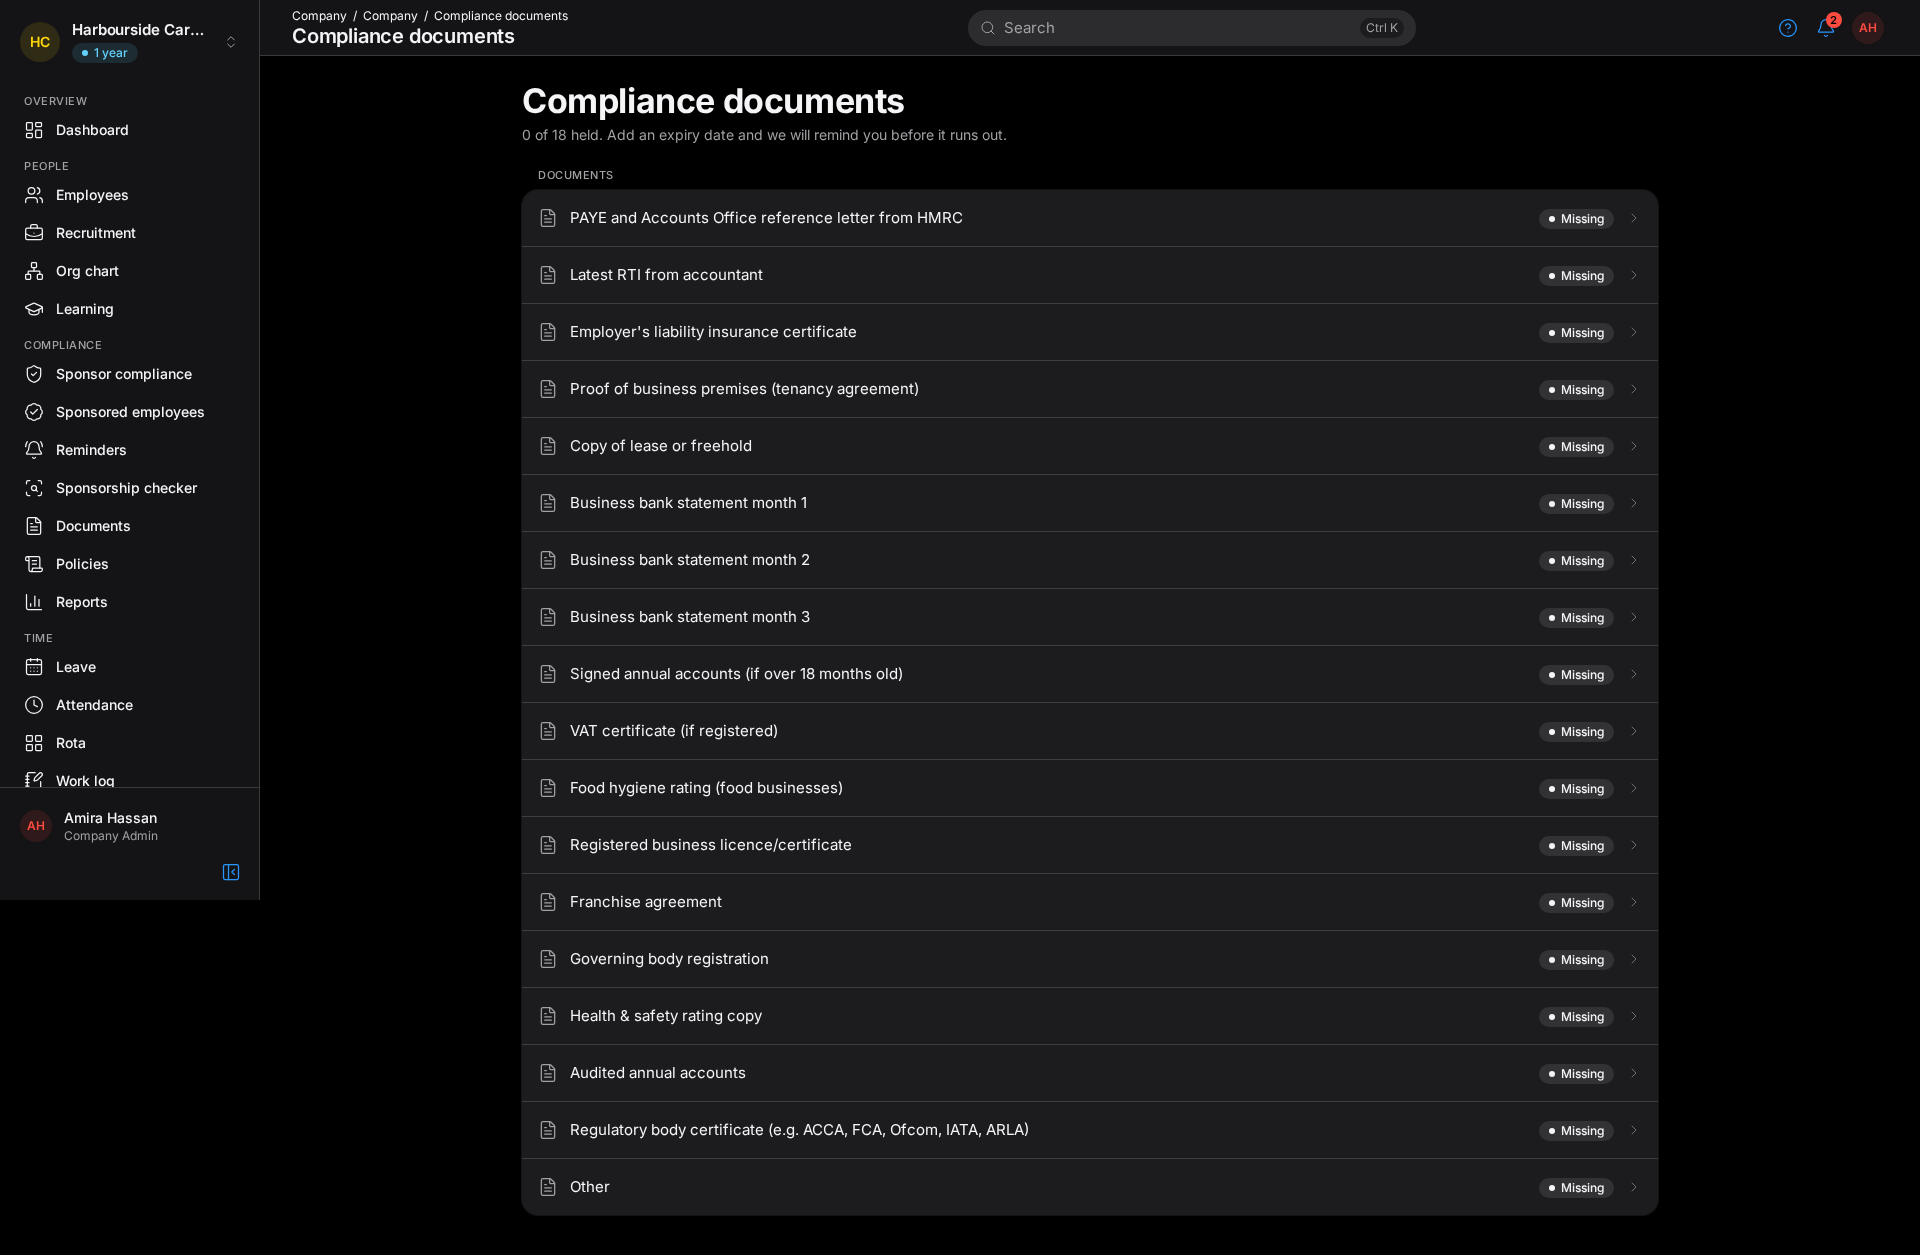 HC
Harbourside Car...
1 year
OVERVIEW
Dashboard
PEOPLE
Employees
Recruitment
Org chart
Learning
COMPLIANCE
Sponsor compliance
Sponsored employees
Reminders
Sponsorship checker
Documents
Policies
Reports
TIME
Leave
Attendance
Rota
Work log
AH
Amira Hassan
Company Admin
Company / Company / Compliance documents
Compliance documents
Search
Ctrl K
2
AH
Compliance documents
0 of 18 held. Add an expiry date and we will remind you before it runs out.
DOCUMENTS
PAYE and Accounts Office reference letter from HMRC Missing
Latest RTI from accountant Missing
Employer's liability insurance certificate Missing
Proof of business premises (tenancy agreement) Missing
Copy of lease or freehold Missing
Business bank statement month 1 Missing
Business bank statement month 2 Missing
Business bank statement month 3 Missing
Signed annual accounts (if over 18 months old) Missing
VAT certificate (if registered) Missing
Food hygiene rating (food businesses) Missing
Registered business licence/certificate Missing
Franchise agreement Missing
Governing body registration Missing
Health & safety rating copy Missing
Audited annual accounts Missing
Regulatory body certificate (e.g. ACCA, FCA, Ofcom, IATA, ARLA) Missing
Other Missing